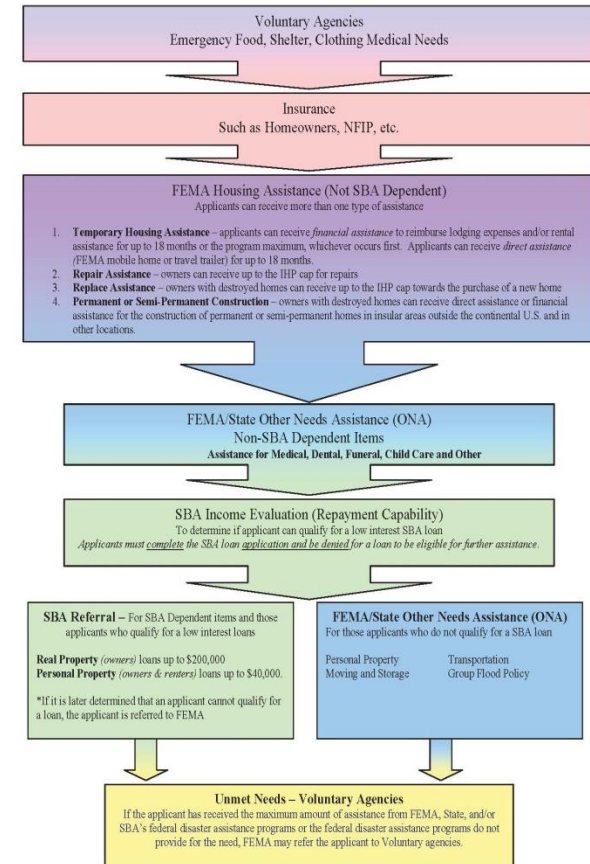 Voluntary Agencies
Emergency Food, Shelter, Clothing Medical Needs
Insurance
Such as Homeowners, NFIP, etc.
FEMA Housing Assistance (Not SBA Dependent)
Applicants can receive more than one type of assistance
1. Temporary Housing Assistance – applicants can receive financial assistance to reimburse lodging expenses and/or rental
assistance for up to 18 months or the program maximum, whichever occurs first. Applicants can receive direct assistance
(FEMA mobile home or travel trailer) for up to 18 months.
2. Repair Assistance – owners can receive up to the IHP cap for repairs
3. Replace Assistance – owners with destroyed homes can receive up to the IHP cap towards the purchase of a new home
4. Permanent or Semi-Permanent Construction – owners with destroyed homes can receive direct assistance or financial
assistance for the construction of permanent or semi-permanent homes in insular areas outside the continental U.S. and in
other locations.
FEMA/State Other Needs Assistance (ONA)
Non-SBA Dependent Items
Assistance for Medical, Dental, Funeral, Child Care and Other
SBA Income Evaluation (Repayment Capability)
To determine if applicant can qualify for a low interest SBA loan
Applicants must complete the SBA loan application and be denied for a loan to be eligible for further assistance.
SBA Referral – For SBA Dependent items and those
applicants who qualify for a low interest loans
Real Property (owners) loans up to $200,000
Personal Property (owners & renters) loans up to $40,000.
*If it is later determined that an applicant cannot qualify for
a loan, the applicant is referred to FEMA
FEMA/State Other Needs Assistance (ONA)
For those applicants who do not qualify for a SBA loan
Personal Property Transportation
Moving and Storage Group Flood Policy
Unmet Needs – Voluntary Agencies
If the applicant has received the maximum amount of assistance from FEMA, State, and/or
SBA's federal disaster assistance programs or the federal disaster assistance programs do not
provide for the need, FEMA may refer the applicant to Voluntary agencies.